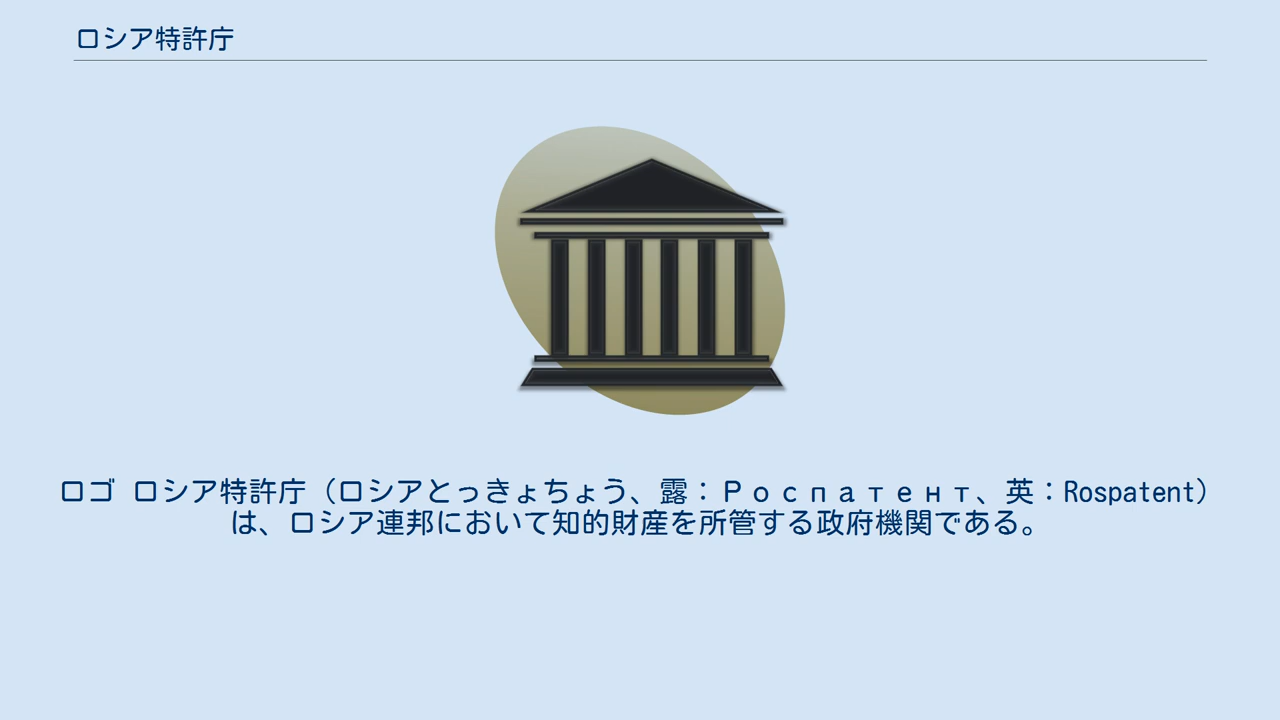 ロシア特許庁
ロゴ ロシア特許庁（ロシアとっきょちょう、露：Роспатент、英：Rospatent）
は、ロシア連邦において知的財産を所管する政府機関である。